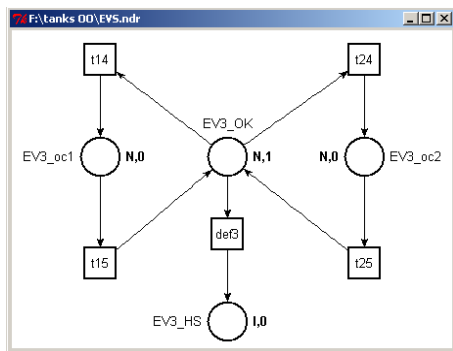 F:\tanks OO\EVS.ndr
t14
t24
EV3_OK
EV3_oc1
N,0
N,1
N,0
EV3_oc2
def3
t15
t25
EV3_HS
I,0